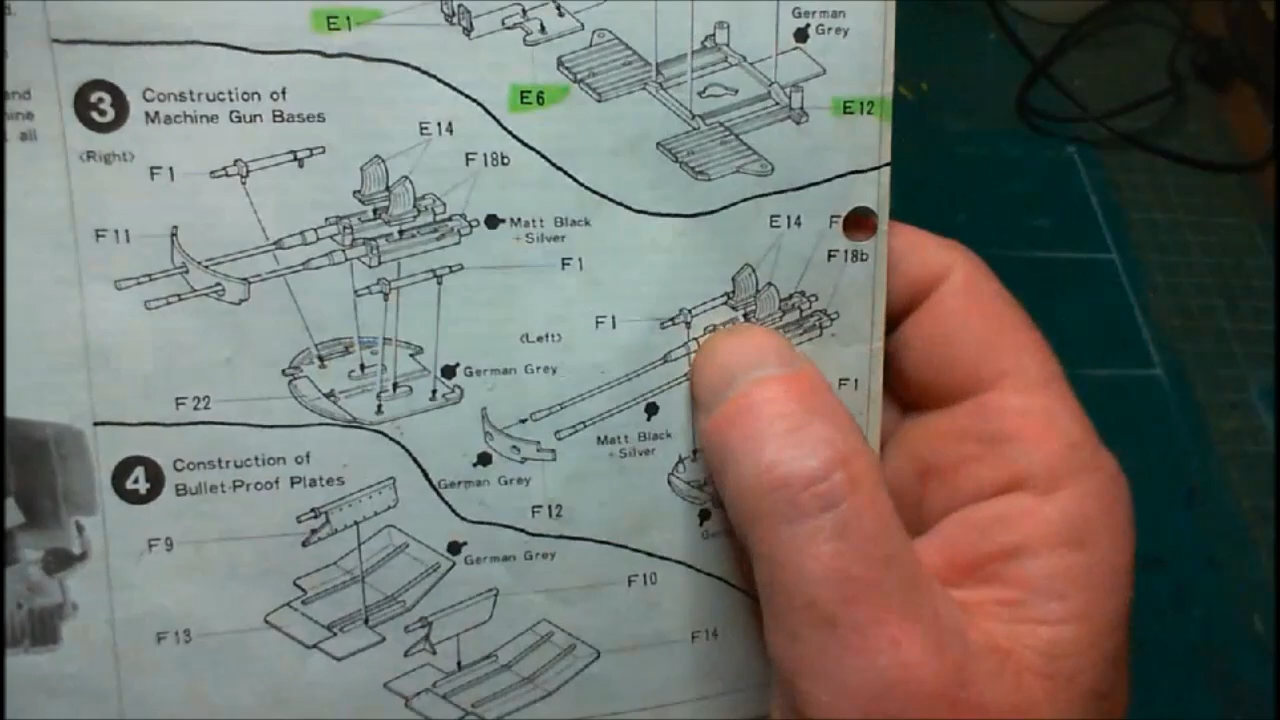 E1
German
Grey
E6
E12
and
all
3
Construction of
Machine Gun Bases
<Right>
E14
F1
F18b
F11
Matt Black
+Silver
F1
E14
F18b
F1
<Left>
German Grey
F1
F22
Matt Black
+Silver
German Grey
F12
4
Construction of
Bullet-Proof Plates
F9
German Grey
F10
F13
F14